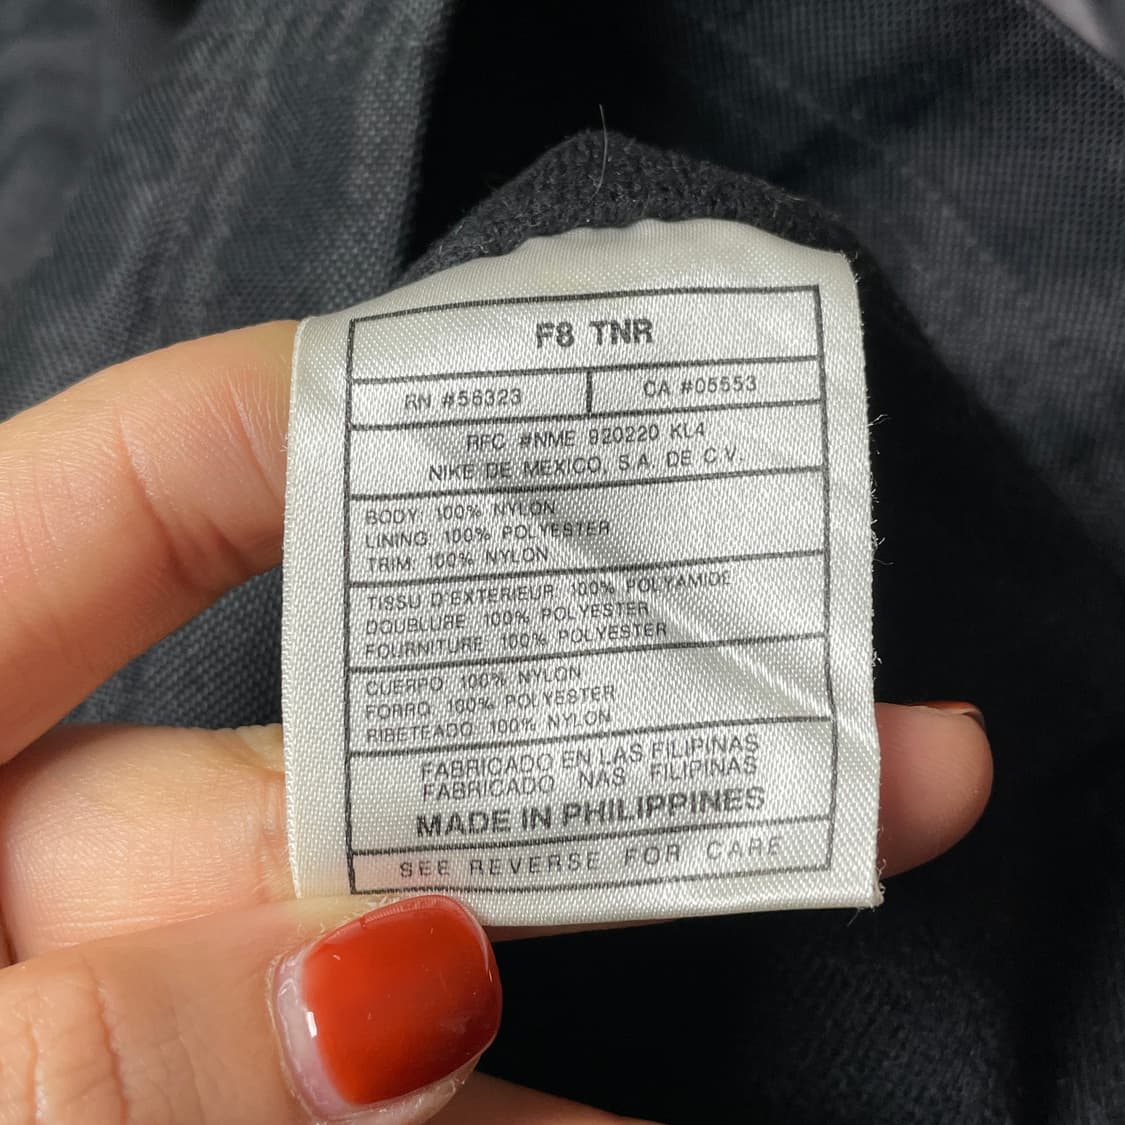 F8 TNR
RN #56323 CA #05553
RFC #NME 920220 KL4
NIKE DE MEXICO, S.A. DE C.V.
BODY: 100% NYLON
LINING: 100% POLYESTER
TRIM: 100% NYLON
TISSU D'EXTERIEUR: 100% POLYAMIDE
DOUBLURE: 100% POLYESTER
FOURNITURE: 100% POLYESTER
CUERPO: 100% NYLON
FORRO: 100% POLYESTER
RIBETEADO: 100% NYLON
FABRICADO EN LAS FILIPINAS
FABRICADO NAS FILIPINAS
MADE IN PHILIPPINES
SEE REVERSE FOR CARE